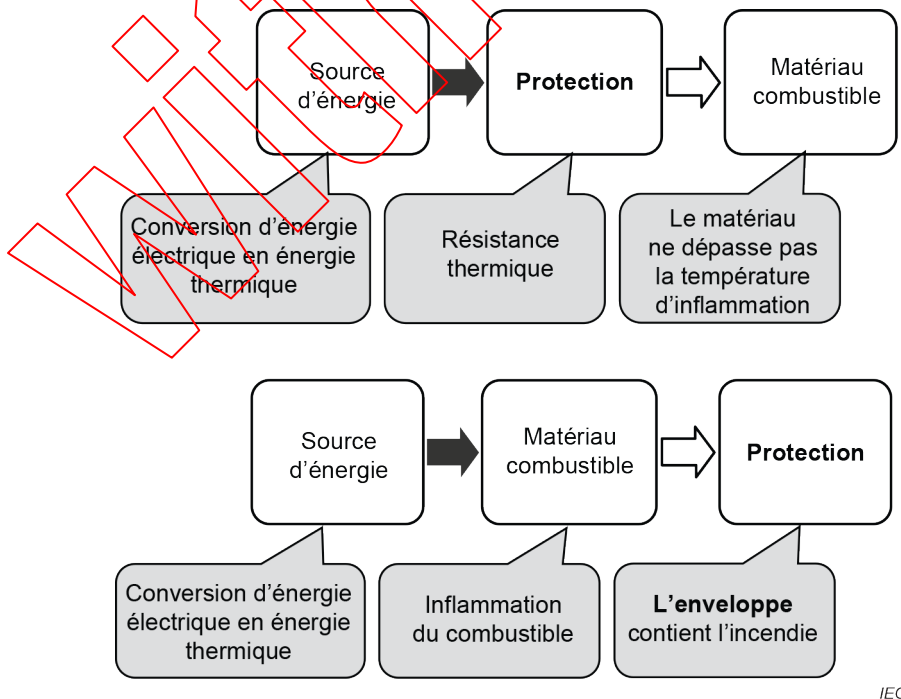 Source
d'énergie
Protection
Matériau
combustible
Conversion d'énergie
électrique en énergie
thermique
Résistance
thermique
Le matériau
ne dépasse pas
la température
d'inflammation
Source
d'énergie
Matériau
combustible
Protection
Conversion d'énergie
électrique en énergie
thermique
Inflammation
du combustible
L'enveloppe
contient l'incendie
IEC